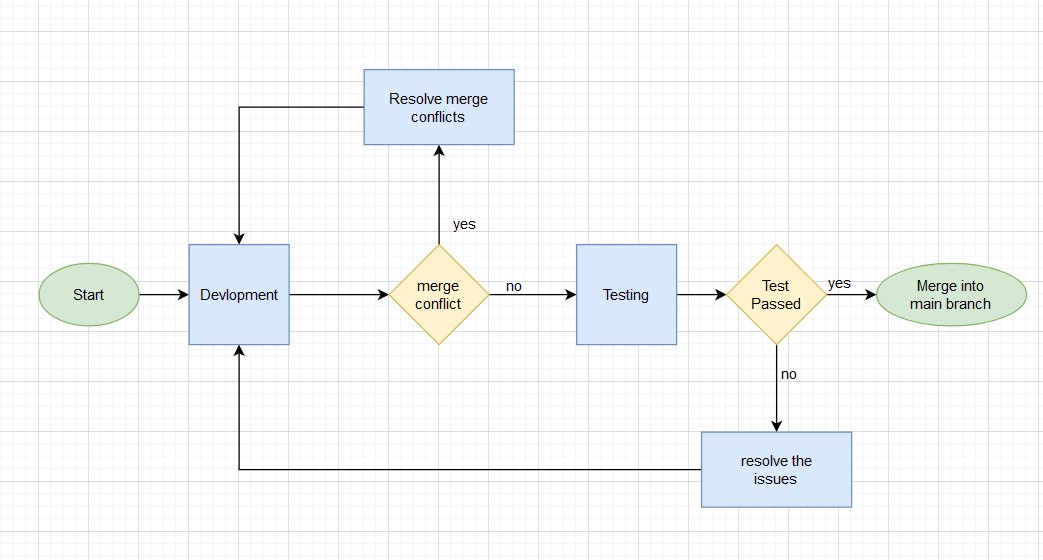 Resolve merge
conflicts
yes
Start
Devlopment
merge
conflict
no
Testing
Test
Passed
yes
Merge into
main branch
no
resolve the
issues